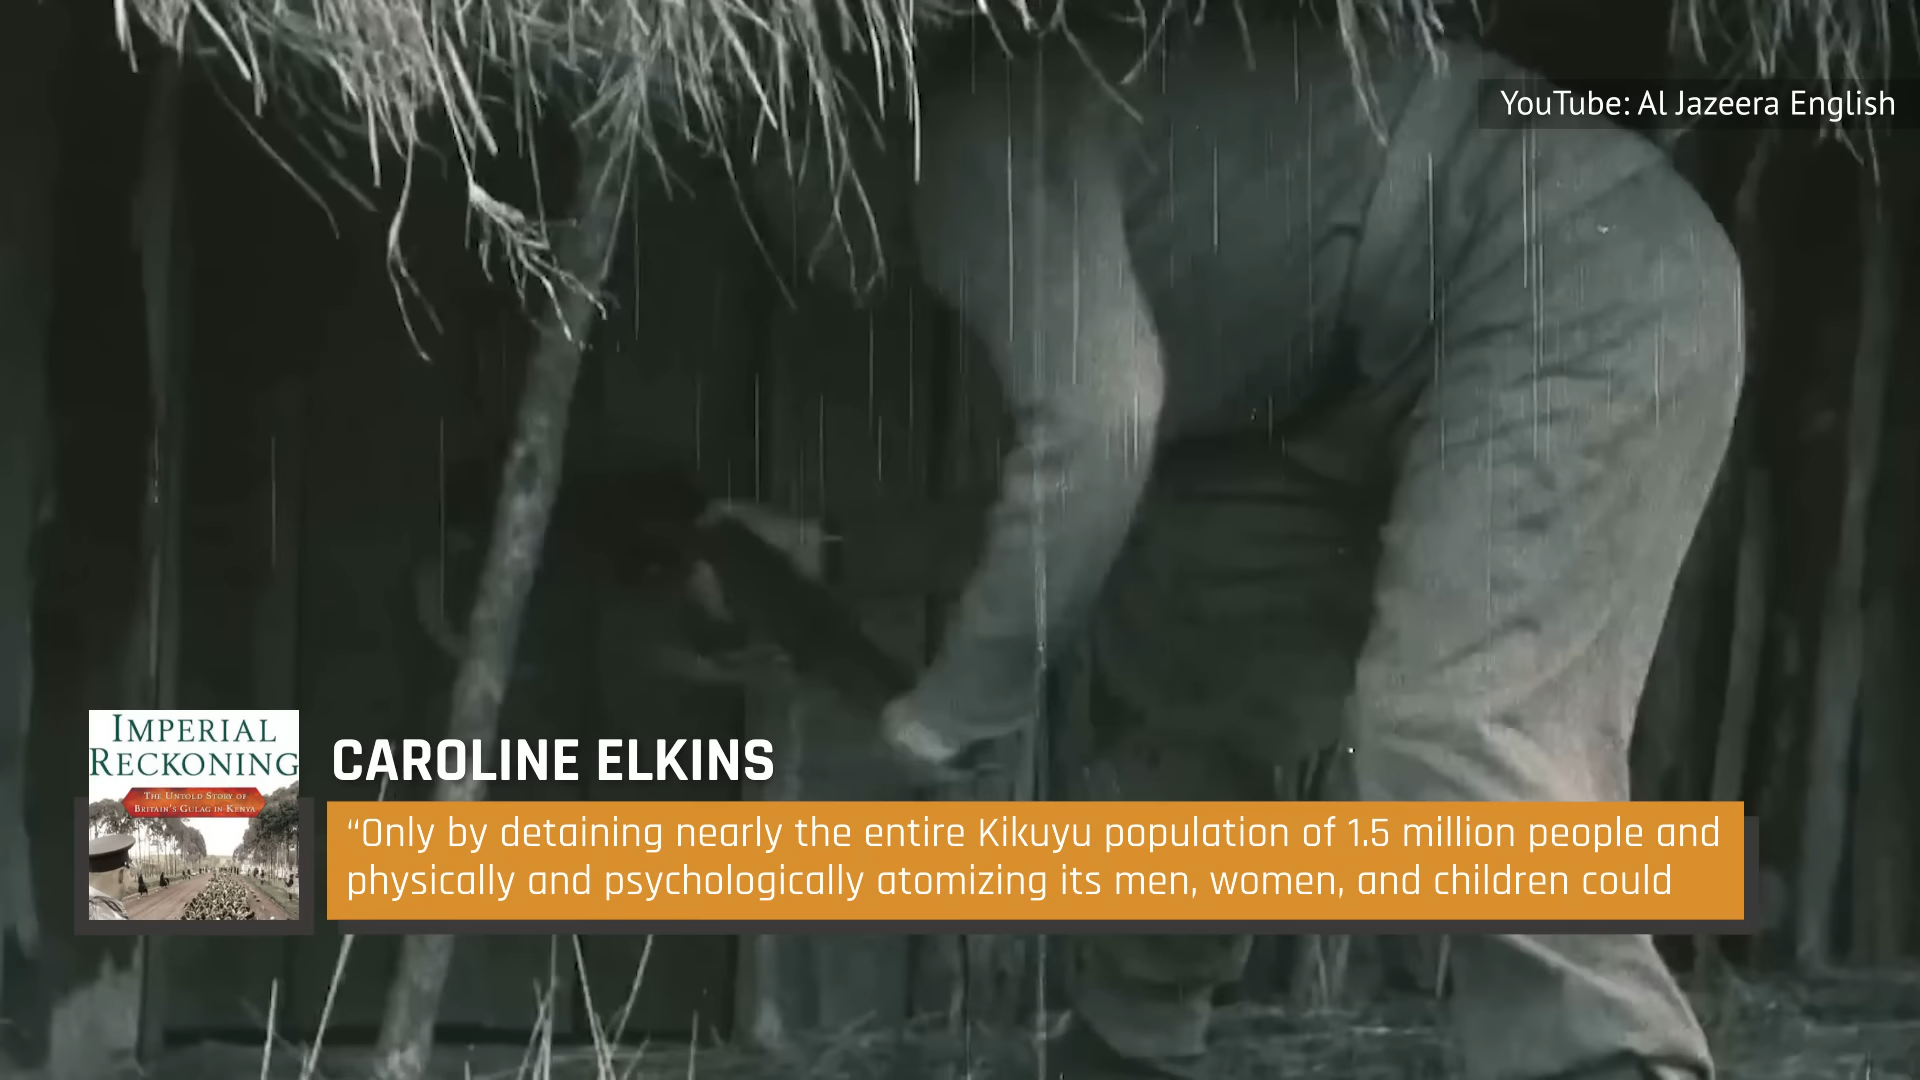 YouTube: Al Jazeera English
IMPERIAL
RECKONING
THE UNTOLD STORY OF
BRITAIN'S GULAG IN KENYA
CAROLINE ELKINS
“Only by detaining nearly the entire Kikuyu population of 1.5 million people and
physically and psychologically atomizing its men, women, and children could